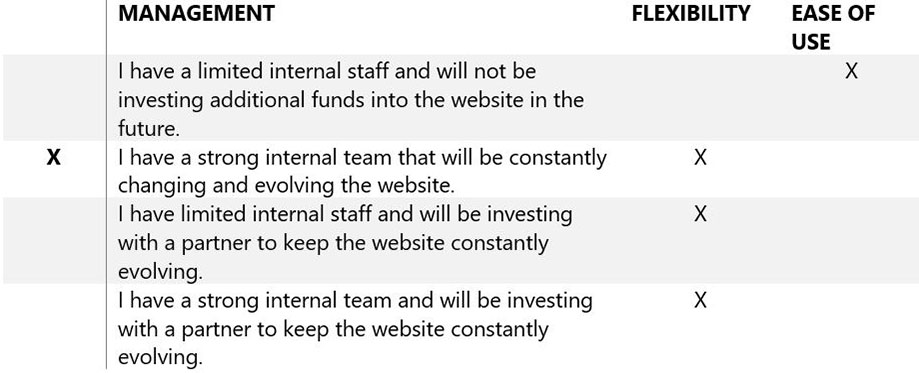 MANAGEMENT FLEXIBILITY EASE OF
USE
I have a limited internal staff and will not be X
investing additional funds into the website in the
future.
X I have a strong internal team that will be constantly X
changing and evolving the website.
I have limited internal staff and will be investing X
with a partner to keep the website constantly
evolving.
I have a strong internal team and will be investing X
with a partner to keep the website constantly
evolving.